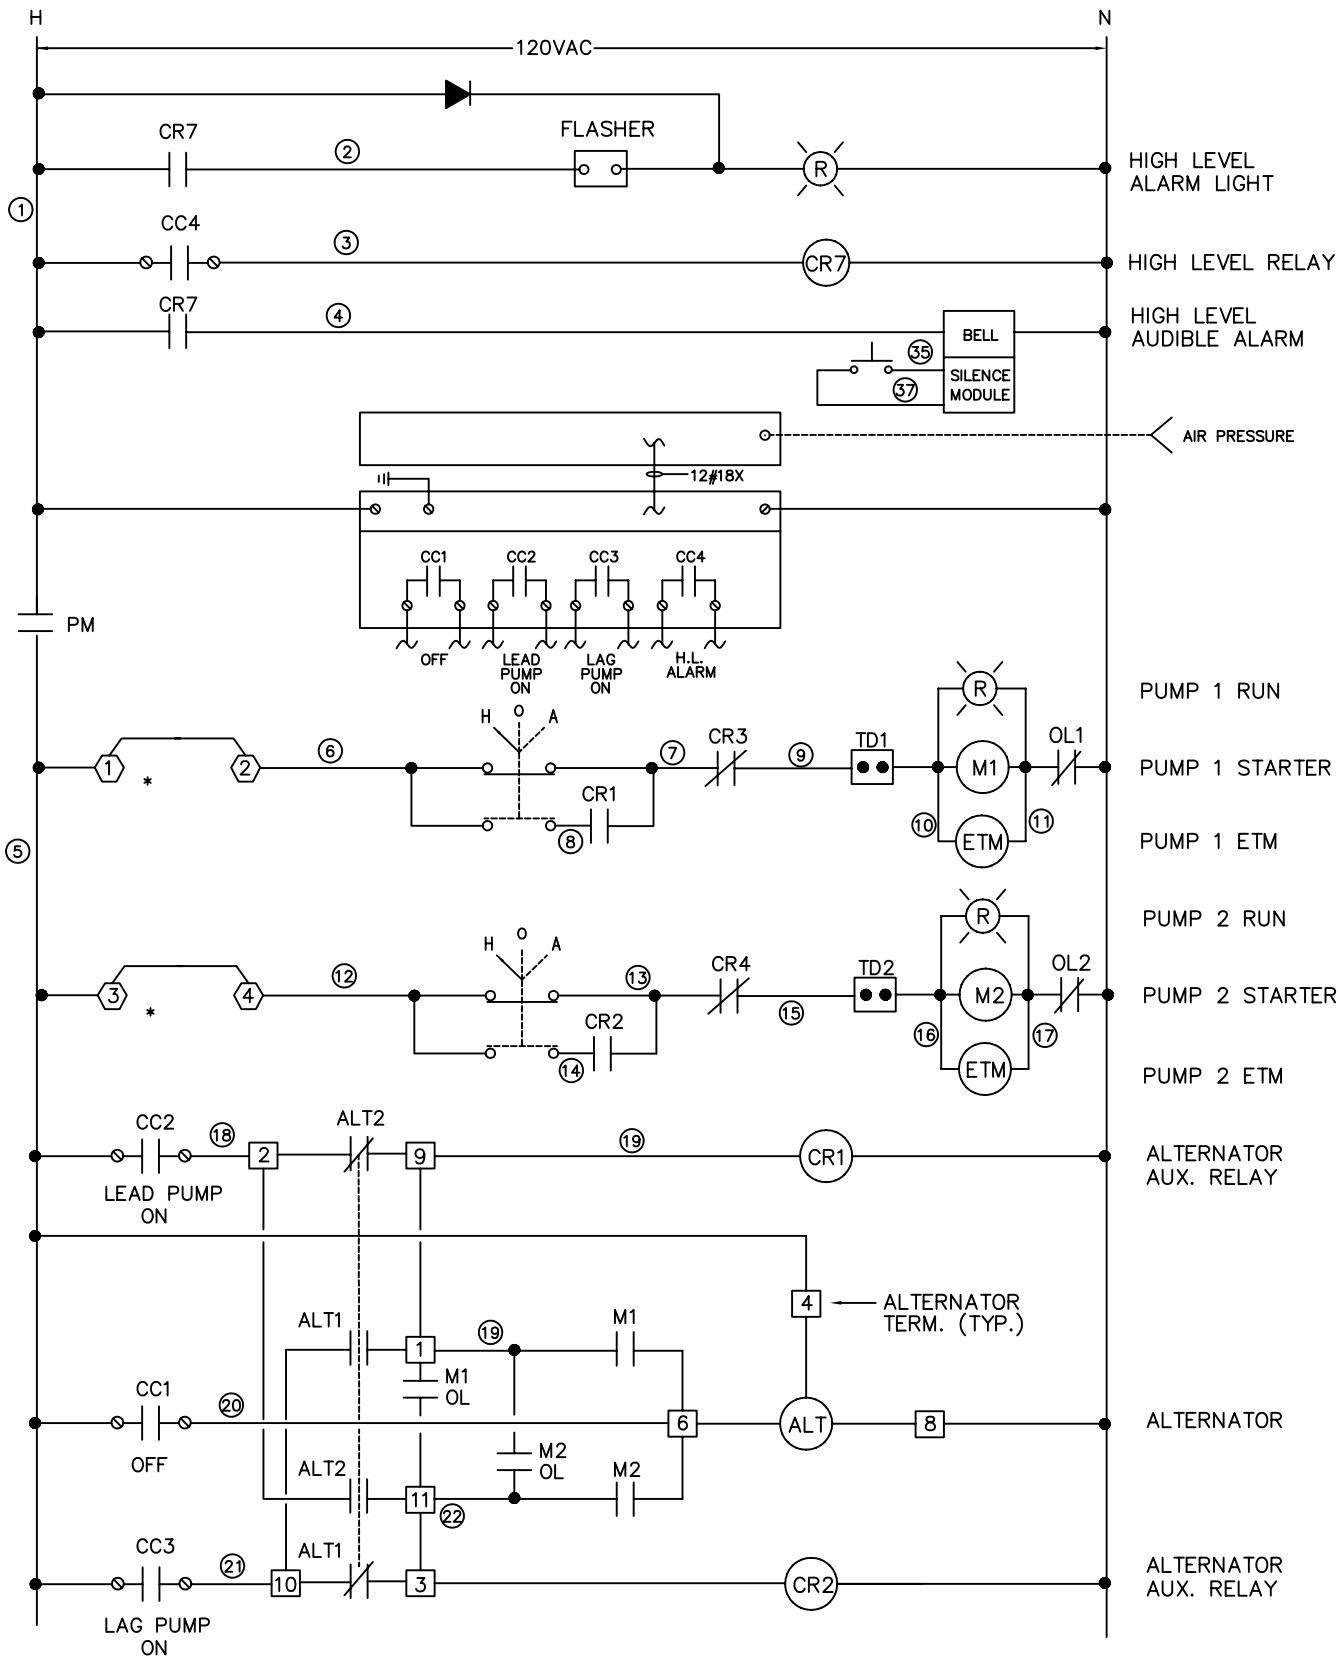 H
N
120VAC
FLASHER
CR7
2
R
HIGH LEVEL
ALARM LIGHT
1
CC4
3
CR7
HIGH LEVEL RELAY
CR7
4
BELL
HIGH LEVEL
AUDIBLE ALARM
35
37
SILENCE
MODULE
AIR PRESSURE
12#18X
CC1
CC2
CC3
CC4
PM
OFF
LEAD
PUMP
ON
LAG
PUMP
ON
H.L.
ALARM
R
PUMP 1 RUN
H
O
A
1
*
2
6
7
CR3
9
TD1
M1
OL1
PUMP 1 STARTER
CR1
8
10
11
5
ETM
PUMP 1 ETM
R
PUMP 2 RUN
H
O
A
3
*
4
12
13
CR4
15
TD2
M2
OL2
PUMP 2 STARTER
CR2
14
16
17
ETM
PUMP 2 ETM
CC2
18
2
ALT2
9
19
CR1
ALTERNATOR
AUX. RELAY
LEAD PUMP
ON
4
ALTERNATOR
TERM. (TYP.)
ALT1
1
19
M1
M1
OL
CC1
20
6
ALT
8
ALTERNATOR
OFF
M2
OL
ALT2
11
22
M2
CC3
21
10
ALT1
3
CR2
ALTERNATOR
AUX. RELAY
LAG PUMP
ON